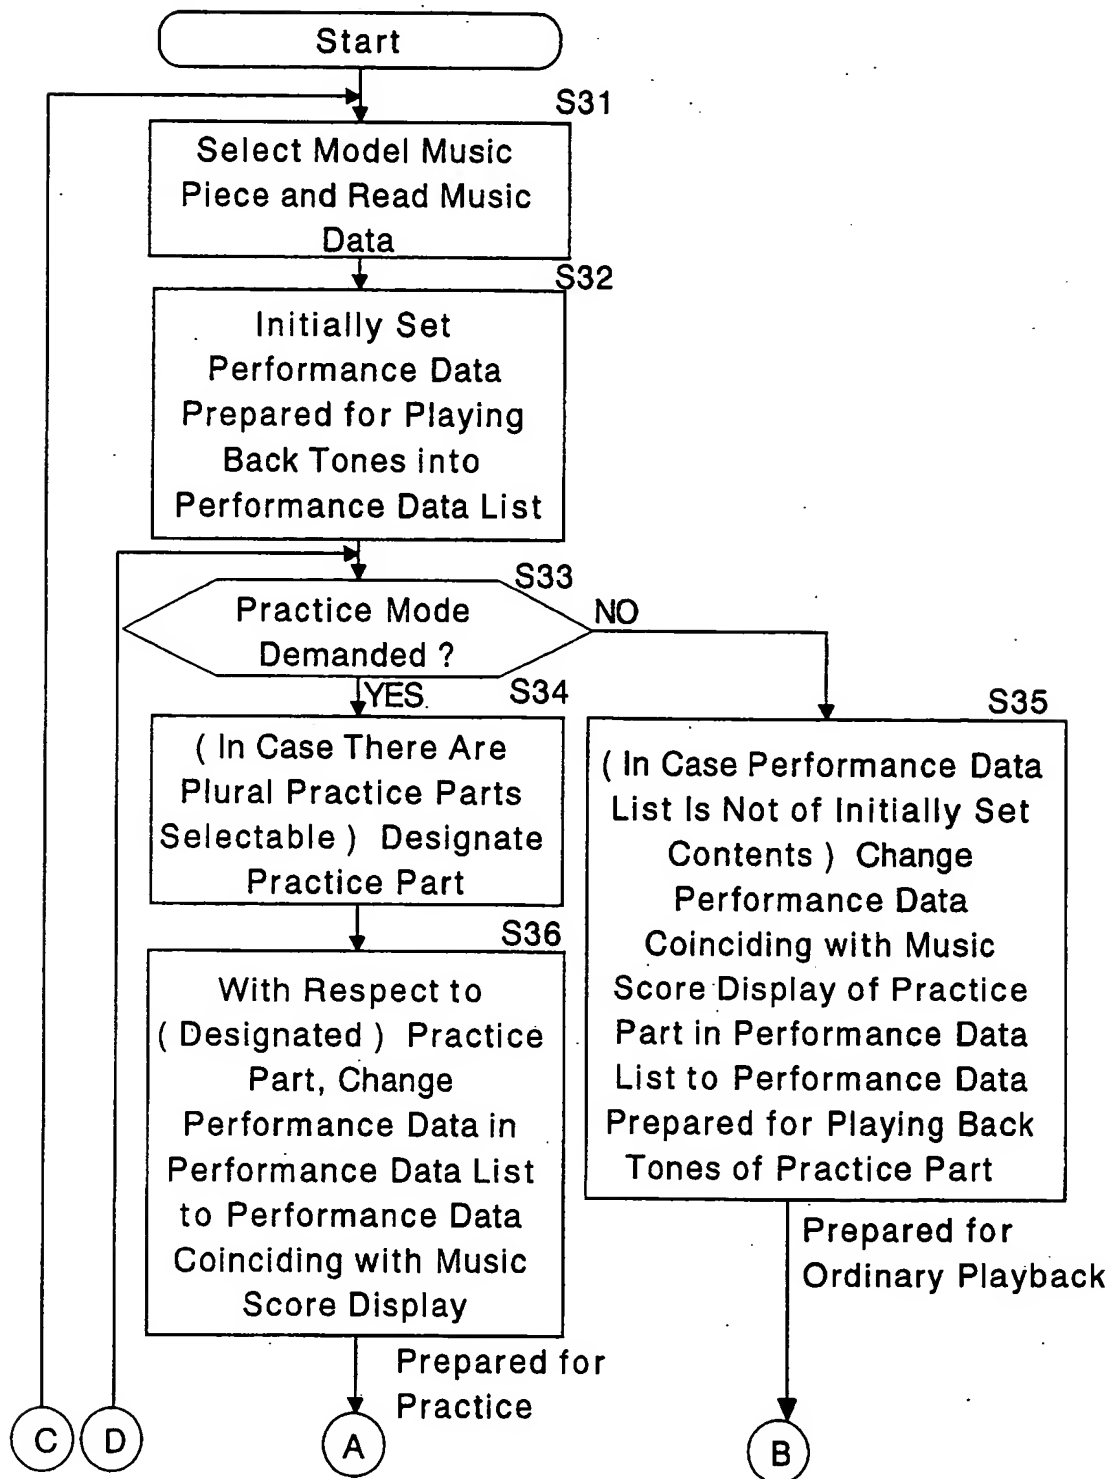 Start
S31
Select Model Music
Piece and Read Music
Data
S32
Initially Set
Performance Data
Prepared for Playing
Back Tones into
Performance Data List
S33
Practice Mode
Demanded ?
NO
YES
S34
( In Case There Are
Plural Practice Parts
Selectable ) Designate
Practice Part
S35
( In Case Performance Data
List Is Not of Initially Set
Contents ) Change
Performance Data
Coinciding with Music
Score Display of Practice
Part in Performance Data
List to Performance Data
Prepared for Playing Back
Tones of Practice Part
S36
With Respect to
( Designated ) Practice
Part, Change
Performance Data in
Performance Data List
to Performance Data
Coinciding with Music
Score Display
Prepared for
Ordinary Playback
Prepared for
Practice
C
D
A
B